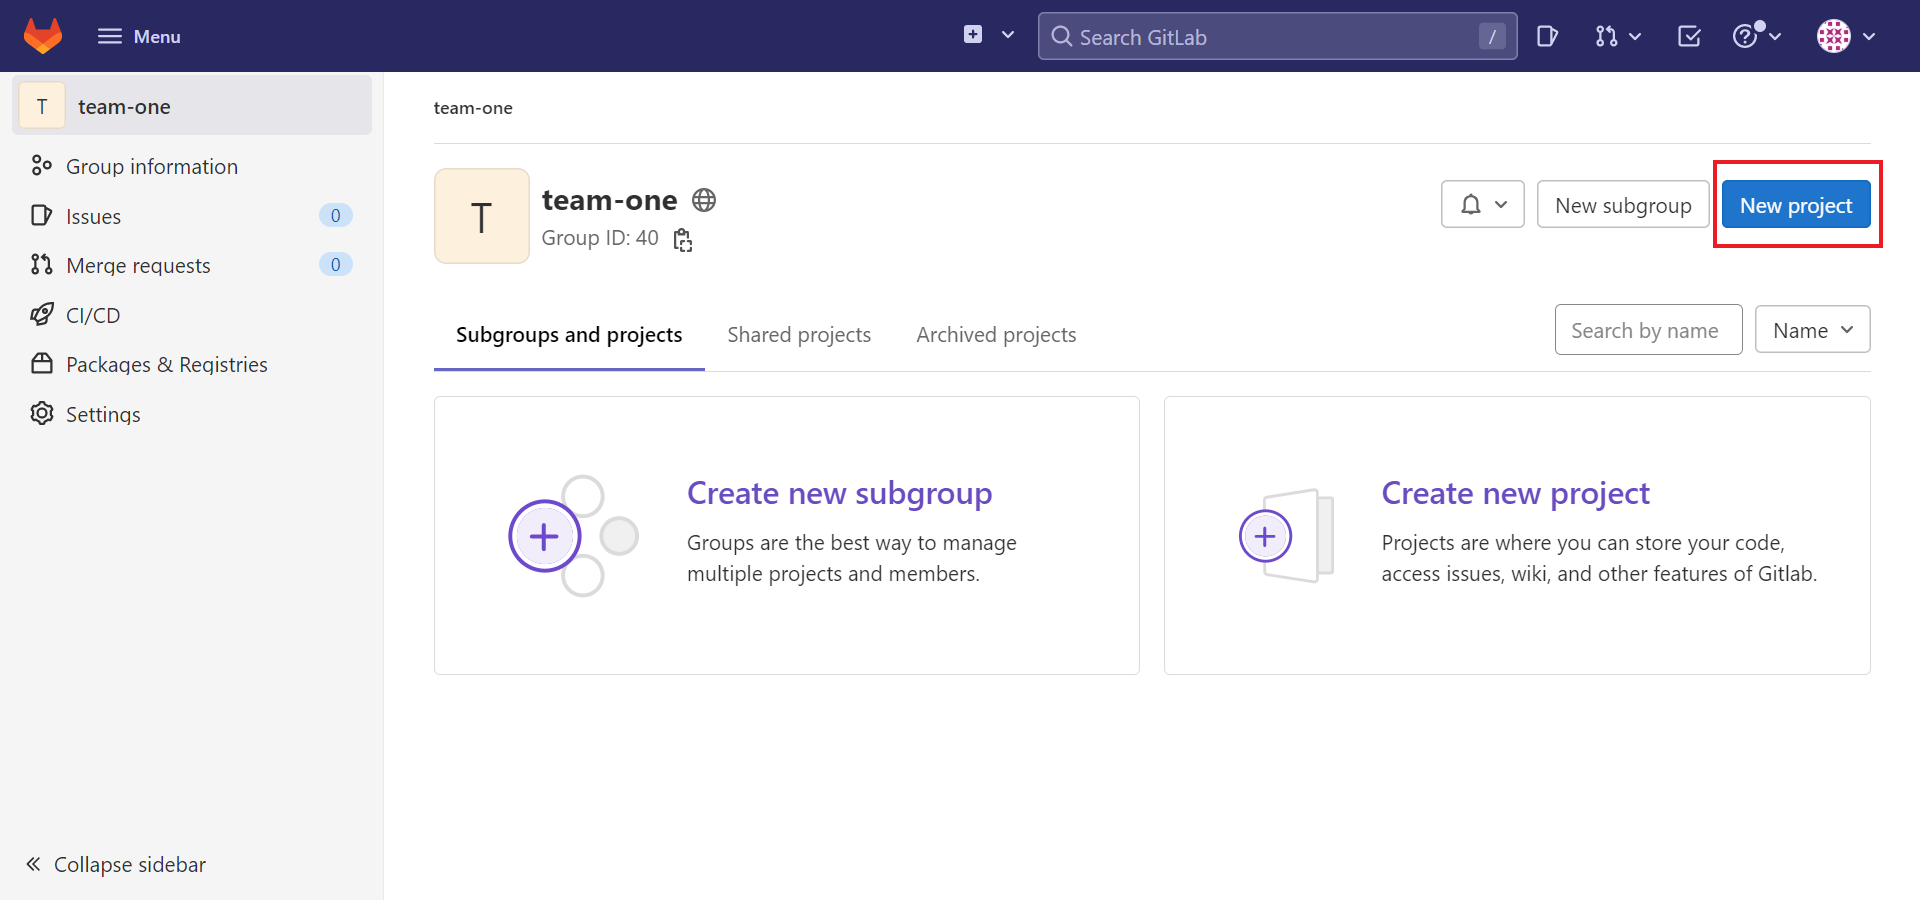 Menu
Search GitLab
/
T
team-one
Group information
Issues
0
Merge requests
0
CI/CD
Packages & Registries
Settings
Collapse sidebar
team-one
T
team-one
Group ID: 40
New subgroup
New project
Subgroups and projects
Shared projects
Archived projects
Search by name
Name
Create new subgroup
Groups are the best way to manage
multiple projects and members.
Create new project
Projects are where you can store your code,
access issues, wiki, and other features of Gitlab.